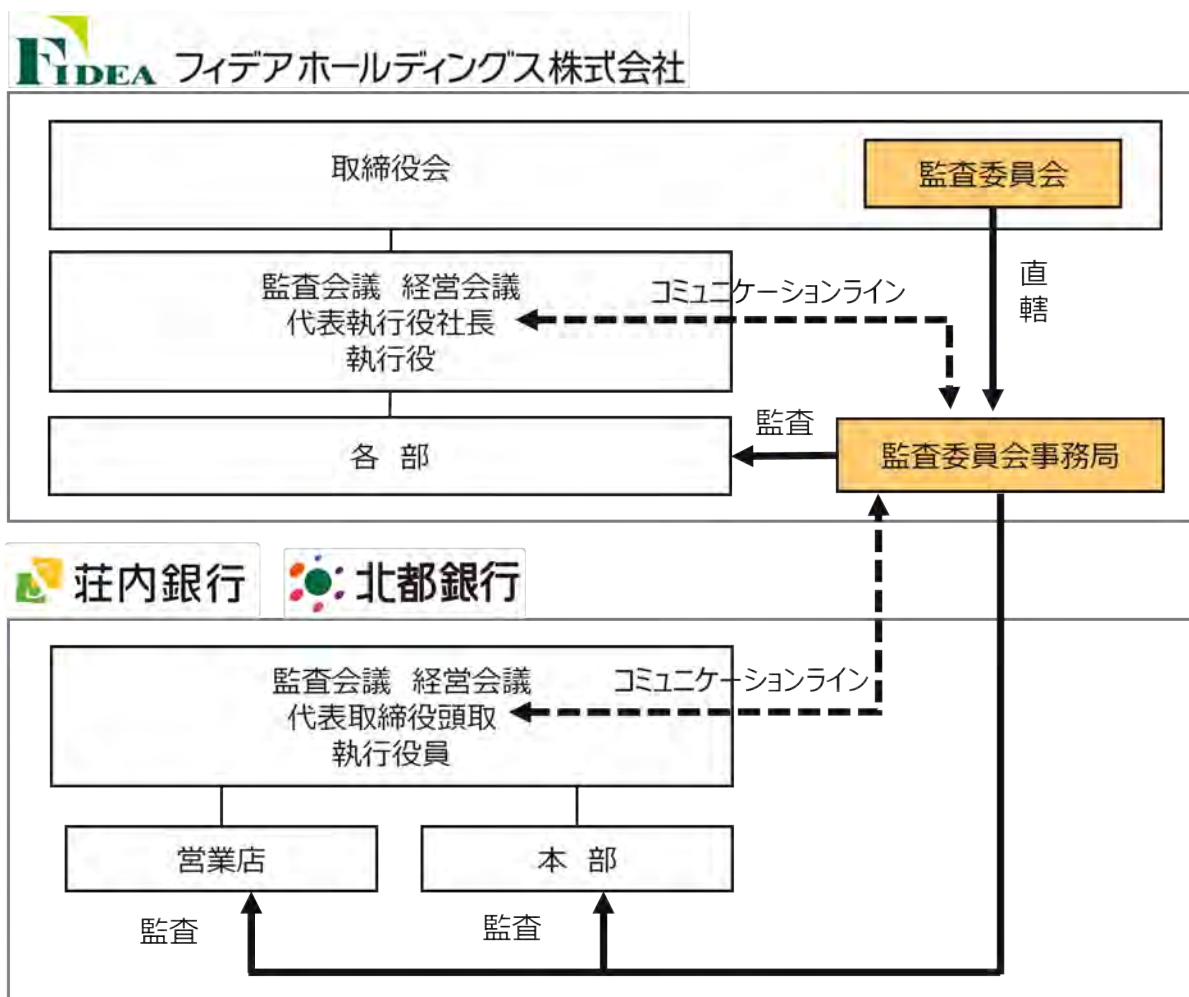 FIDEA フィデアホールディングス株式会社
取締役会
監査委員会
直轄
監査会議 経営会議
代表執行役社長
執行役
コミュニケーションライン
各 部
監査
監査委員会事務局
荘内銀行
北都銀行
監査会議 経営会議
代表取締役頭取
執行役員
コミュニケーションライン
営業店
本 部
監査
監査